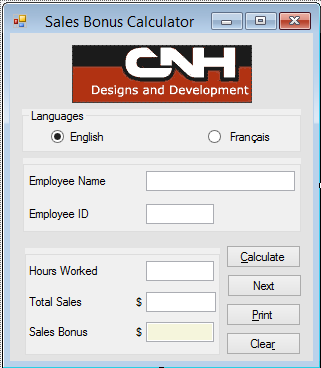 Sales Bonus Calculator
CNH
Designs and Development
Languages
English Français
Employee Name
Employee ID
Hours Worked
Total Sales $
Sales Bonus $
Calculate
Next
Print
Clear